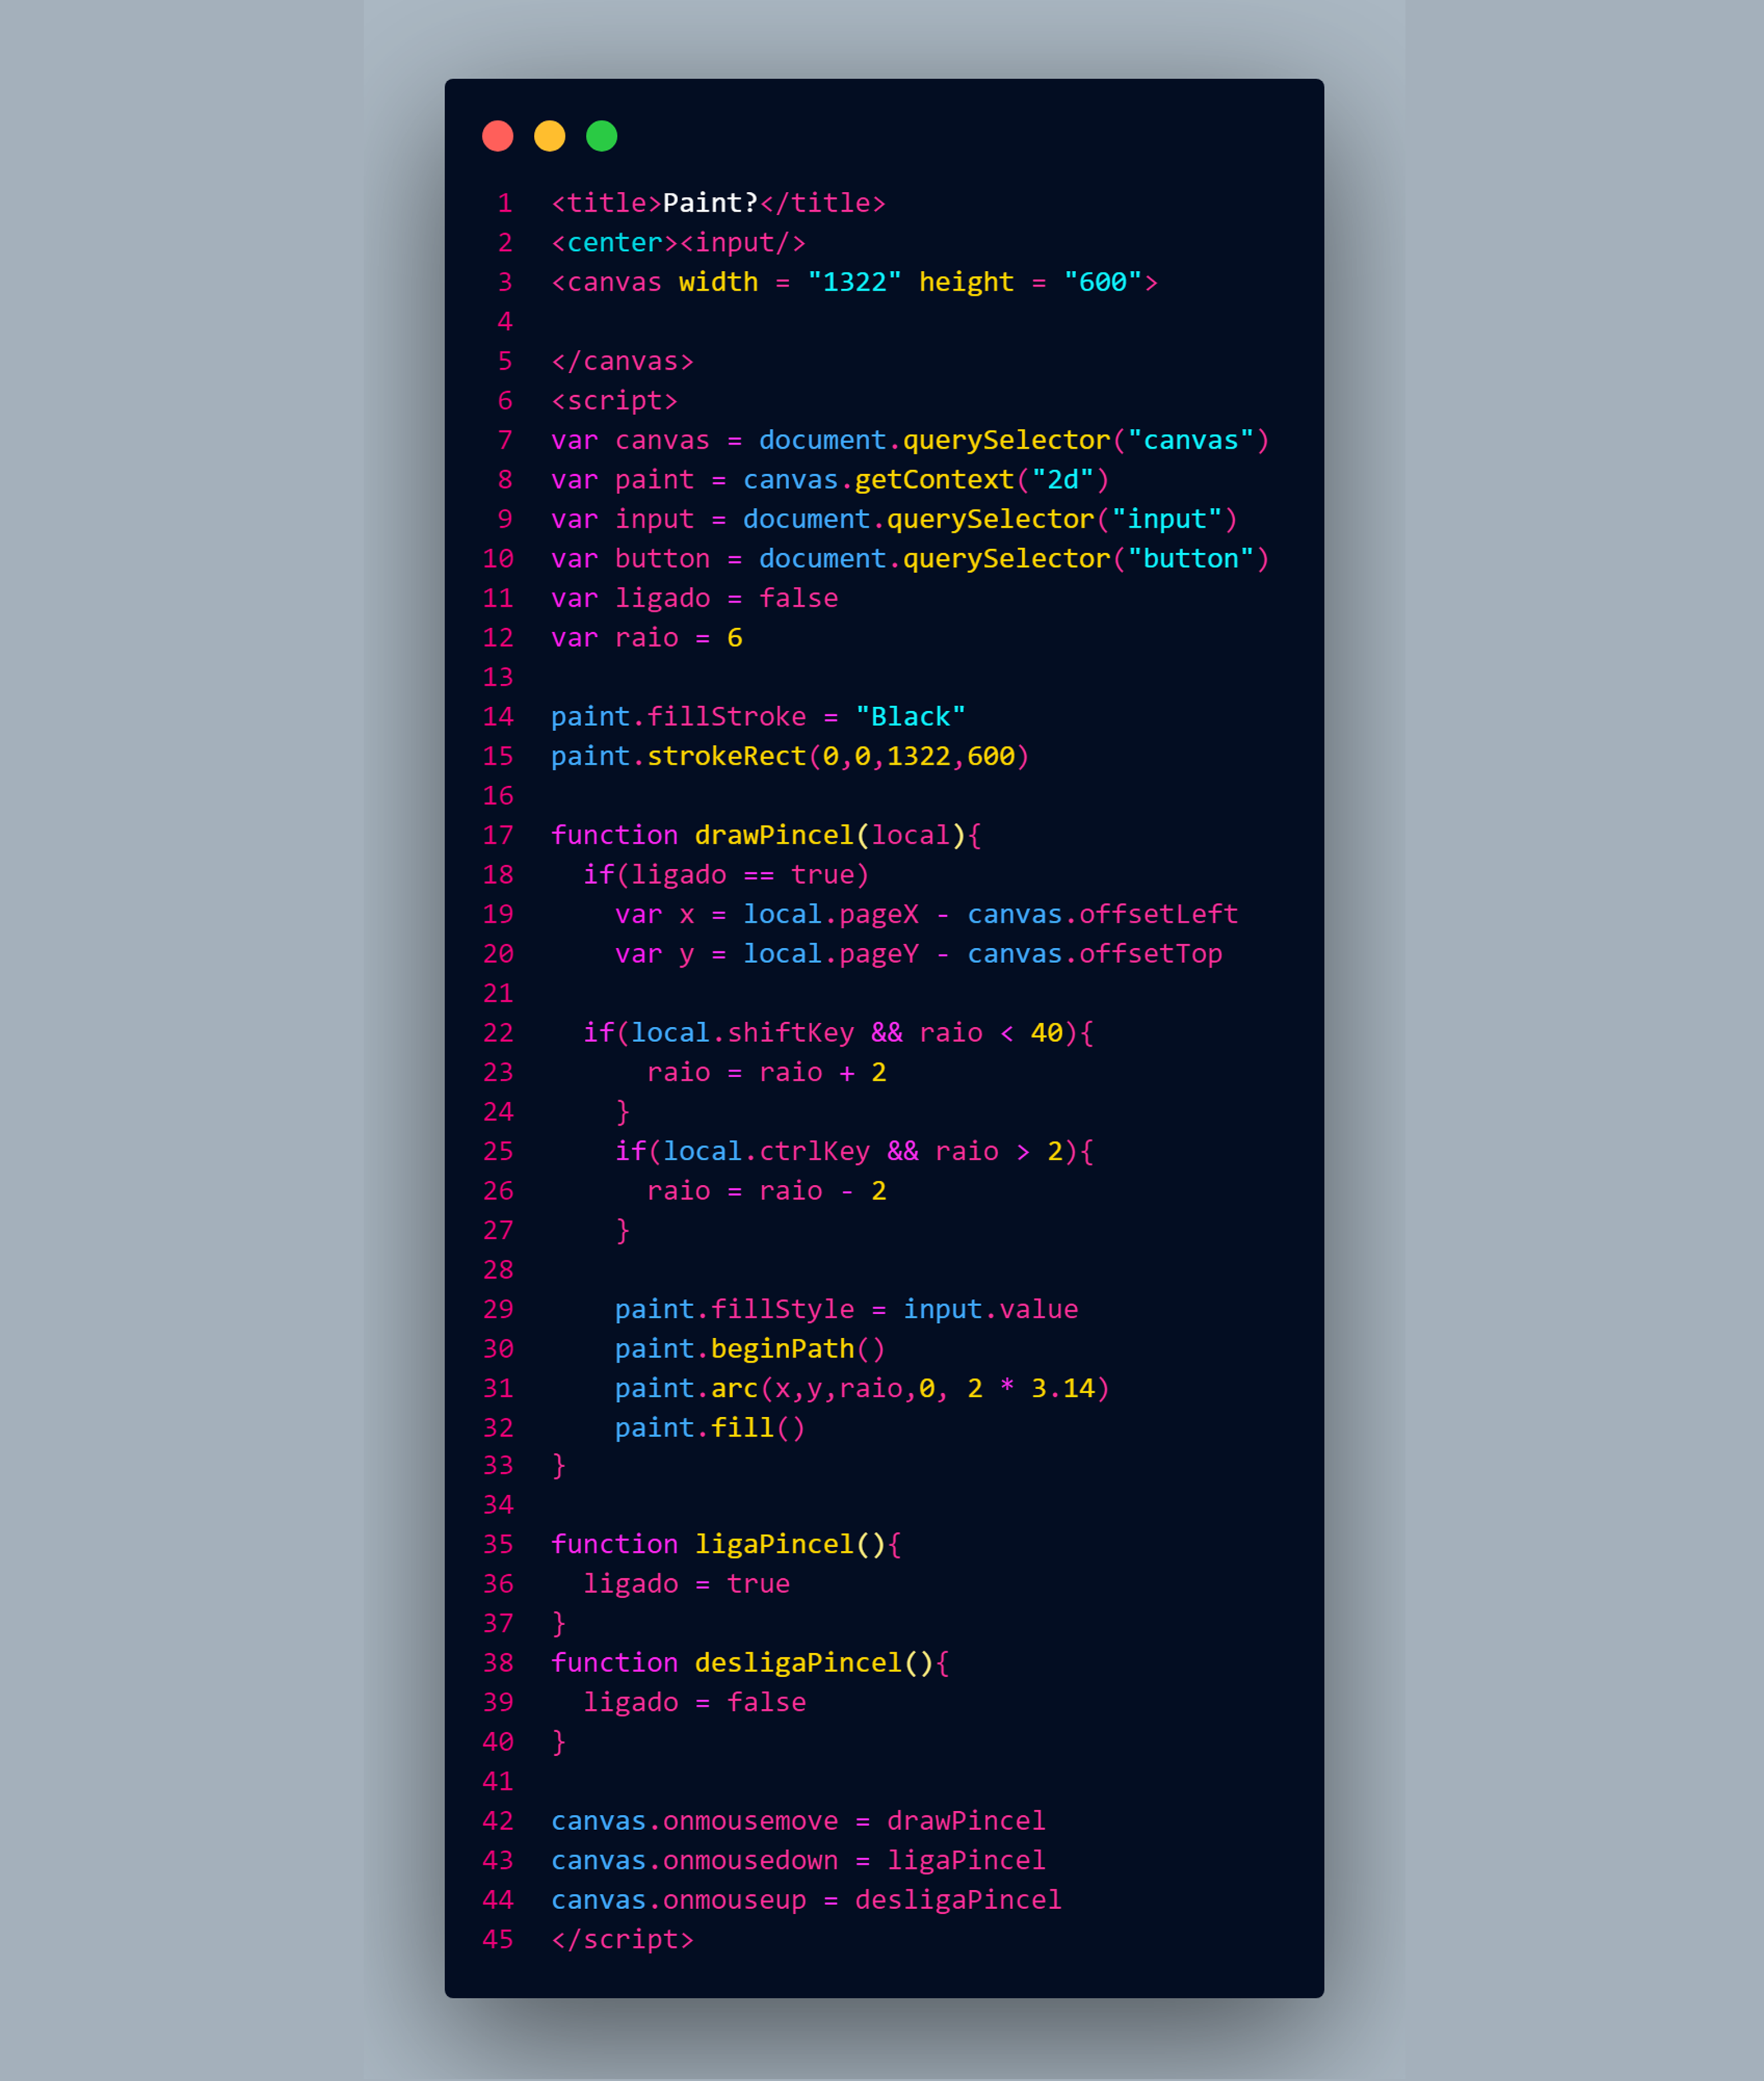 1 <title>Paint?</title>
2 <center><input/>
3 <canvas width = "1322" height = "600">
4
5 </canvas>
6 <script>
7 var canvas = document.querySelector("canvas")
8 var paint = canvas.getContext("2d")
9 var input = document.querySelector("input")
10 var button = document.querySelector("button")
11 var ligado = false
12 var raio = 6
13
14 paint.fillStroke = "Black"
15 paint.strokeRect(0,0,1322,600)
16
17 function drawPincel(local){
18   if(ligado == true)
19     var x = local.pageX - canvas.offsetLeft
20     var y = local.pageY - canvas.offsetTop
21
22   if(local.shiftKey && raio < 40){
23       raio = raio + 2
24     }
25     if(local.ctrlKey && raio > 2){
26       raio = raio - 2
27     }
28
29     paint.fillStyle = input.value
30     paint.beginPath()
31     paint.arc(x,y,raio,0, 2 * 3.14)
32     paint.fill()
33 }
34
35 function ligaPincel(){
36   ligado = true
37 }
38 function desligaPincel(){
39   ligado = false
40 }
41
42 canvas.onmousemove = drawPincel
43 canvas.onmousedown = ligaPincel
44 canvas.onmouseup = desligaPincel
45 </script>